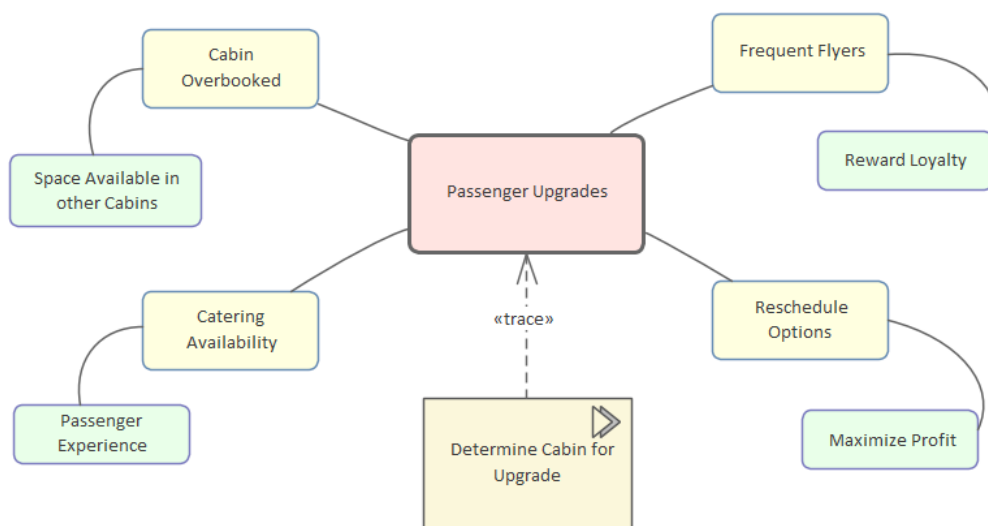 Cabin
Overbooked
Frequent Flyers
Space Available in
other Cabins
Passenger Upgrades
Reward Loyalty
Catering
Availability
«trace»
Reschedule
Options
Passenger
Experience
Determine Cabin for
Upgrade
Maximize Profit